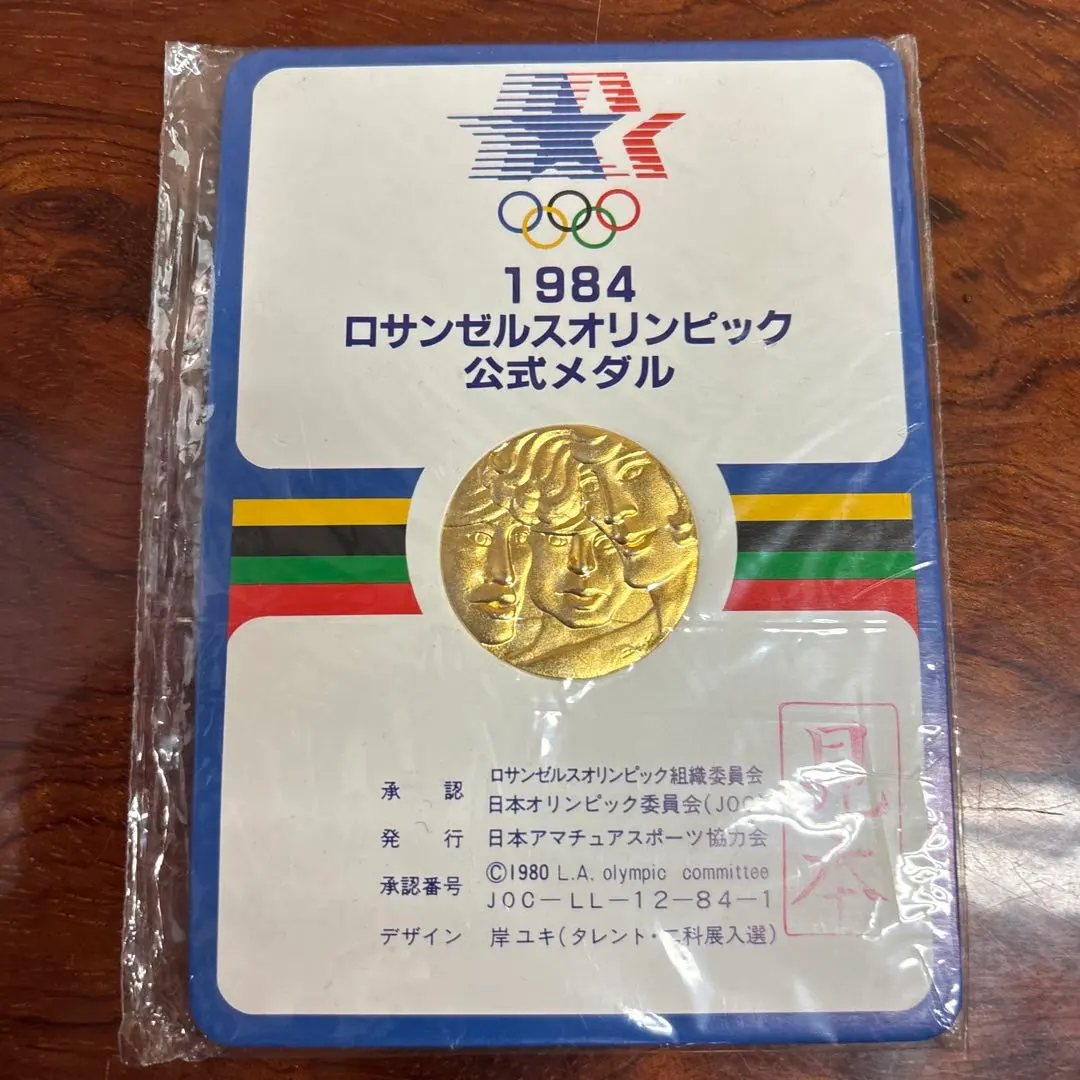 1984
ロサンゼルスオリンピック
公式メダル
承認 ロサンゼルスオリンピック組織委員会
日本オリンピック委員会(JOC)
発行 日本アマチュアスポーツ協力会
承認番号 ©1980 L.A. olympic committee
JOC-LL-12-84-1
デザイン 岸ユキ(タレント・二科展入選)
見本